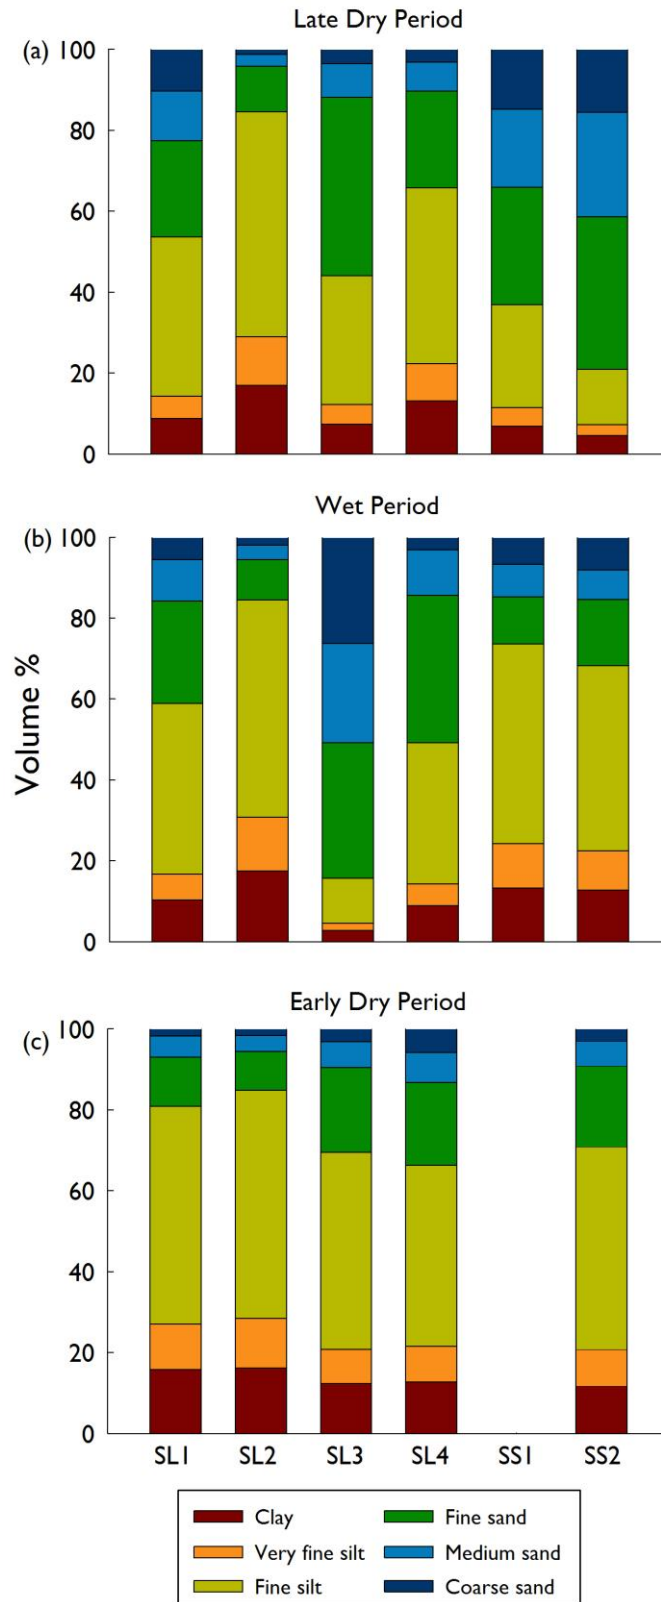 Late Dry Period
(a)
100
80
60
40
20
0
Wet Period
(b)
100
80
60
40
20
0
Volume %
Early Dry Period
(c)
100
80
60
40
20
0
SL1 SL2 SL3 SL4 SS1 SS2
Clay Fine sand
Very fine silt Medium sand
Fine silt Coarse sand